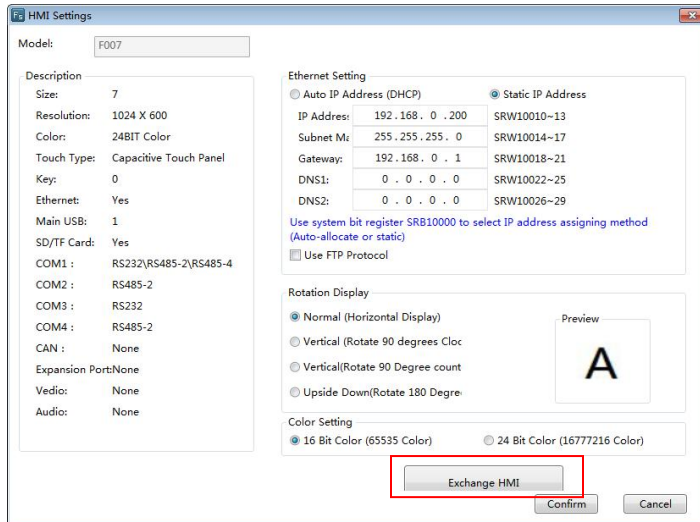 Fs HMI Settings
Model: F007
Description
Size: 7
Resolution: 1024 X 600
Color: 24BIT Color
Touch Type: Capacitive Touch Panel
Key: 0
Ethernet: Yes
Main USB: 1
SD/TF Card: Yes
COM1 : RS232\RS485-2\RS485-4
COM2 : RS485-2
COM3 : RS232
COM4 : RS485-2
CAN : None
Expansion Port:None
Vedio: None
Audio: None
Ethernet Setting
Auto IP Address (DHCP) Static IP Address
IP Address 192.168. 0 .200 SRW10010~13
Subnet Ma 255.255.255. 0 SRW10014~17
Gateway: 192.168. 0 . 1 SRW10018~21
DNS1: 0 . 0 . 0 . 0 SRW10022~25
DNS2: 0 . 0 . 0 . 0 SRW10026~29
Use system bit register SRB10000 to select IP address assigning method
(Auto-allocate or static)
Use FTP Protocol
Rotation Display
Normal (Horizontal Display)
Vertical (Rotate 90 degrees Cloc
Vertical(Rotate 90 Degree count
Upside Down(Rotate 180 Degre
Preview
A
Color Setting
16 Bit Color (65535 Color) 24 Bit Color (16777216 Color)
Exchange HMI
Confirm Cancel